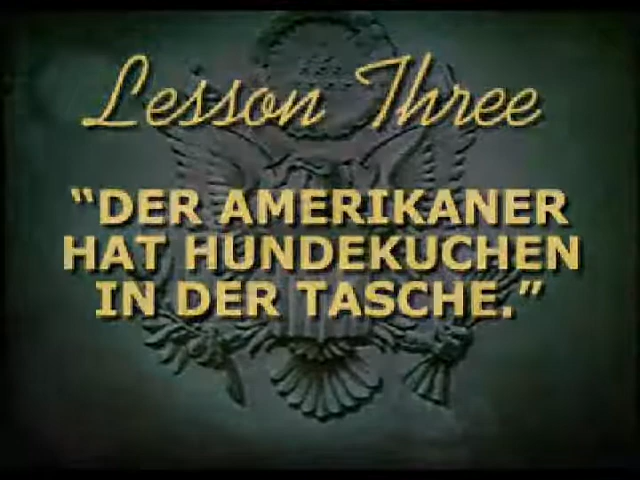 Lesson Three
“DER AMERIKANER
HAT HUNDEKUCHEN
IN DER TASCHE.”